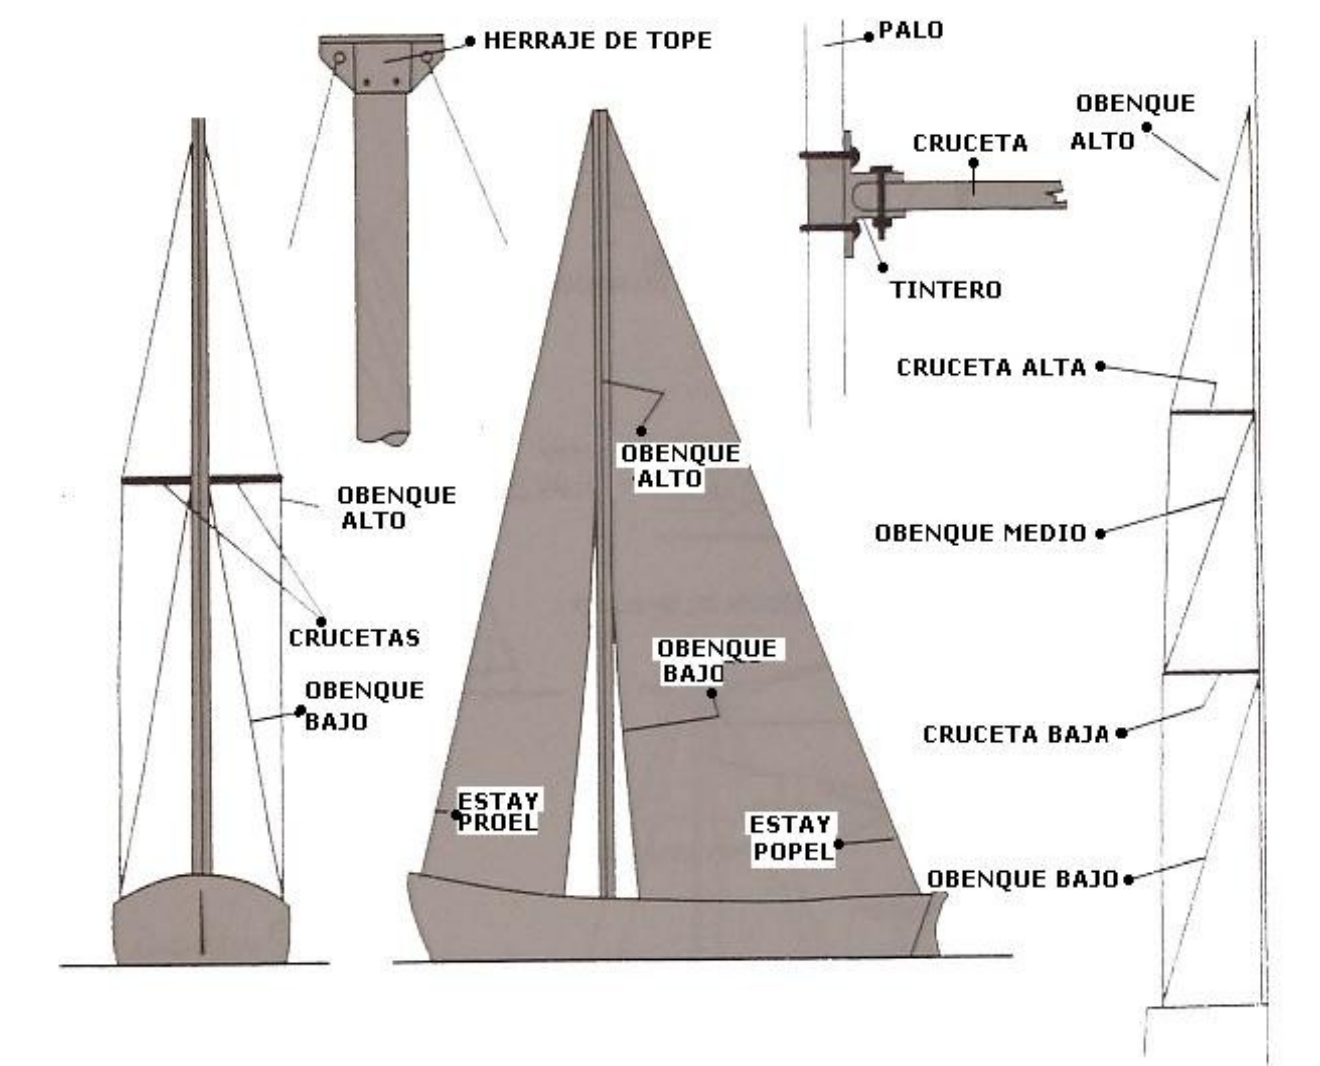 HERRAJE DE TOPE
PALO
OBENQUE
ALTO
CRUCETA
TINTERO
CRUCETA ALTA
OBENQUE
ALTO
OBENQUE
ALTO
OBENQUE MEDIO
CRUCETAS
OBENQUE
BAJO
OBENQUE
BAJO
CRUCETA BAJA
ESTAY
PROEL
ESTAY
POPEL
OBENQUE BAJO